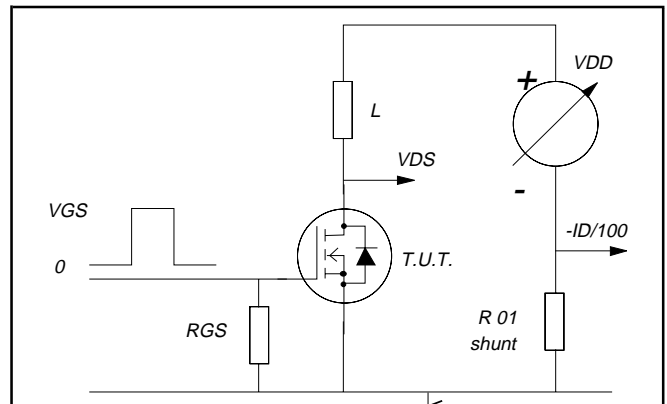 +
VDD
L
VDS
-
VGS
-ID/100
0
T.U.T.
RGS
R 01
shunt